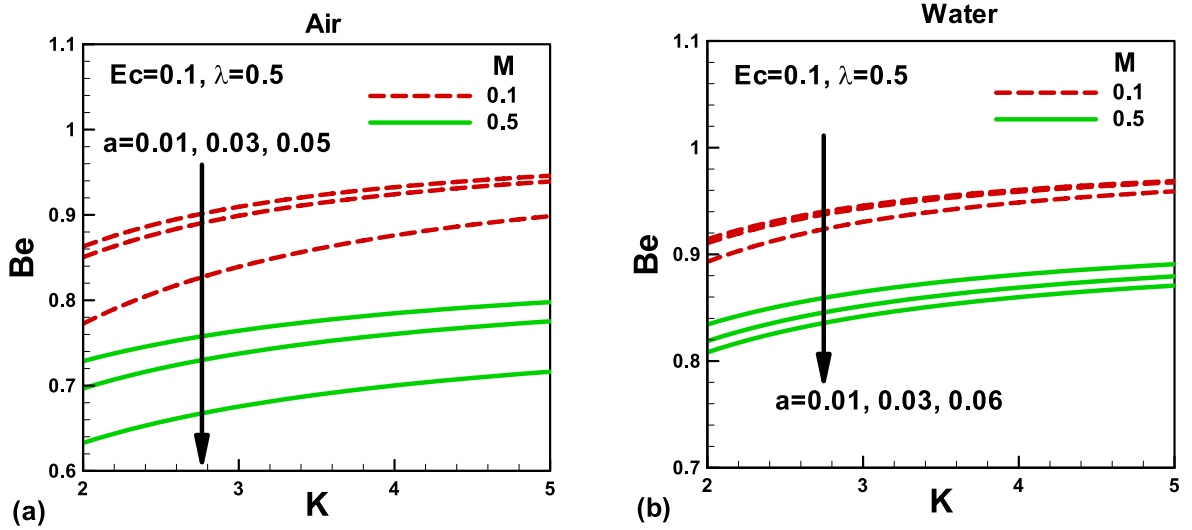 Air
1.1
Ec=0.1, λ=0.5
M
0.1
0.5
1
a=0.01, 0.03, 0.05
0.9
Be
0.8
0.7
0.6
2
3
4
5
K
(a)
Water
1.1
Ec=0.1, λ=0.5
M
0.1
0.5
1
0.9
Be
0.8
a=0.01, 0.03, 0.06
0.7
2
3
4
5
K
(b)